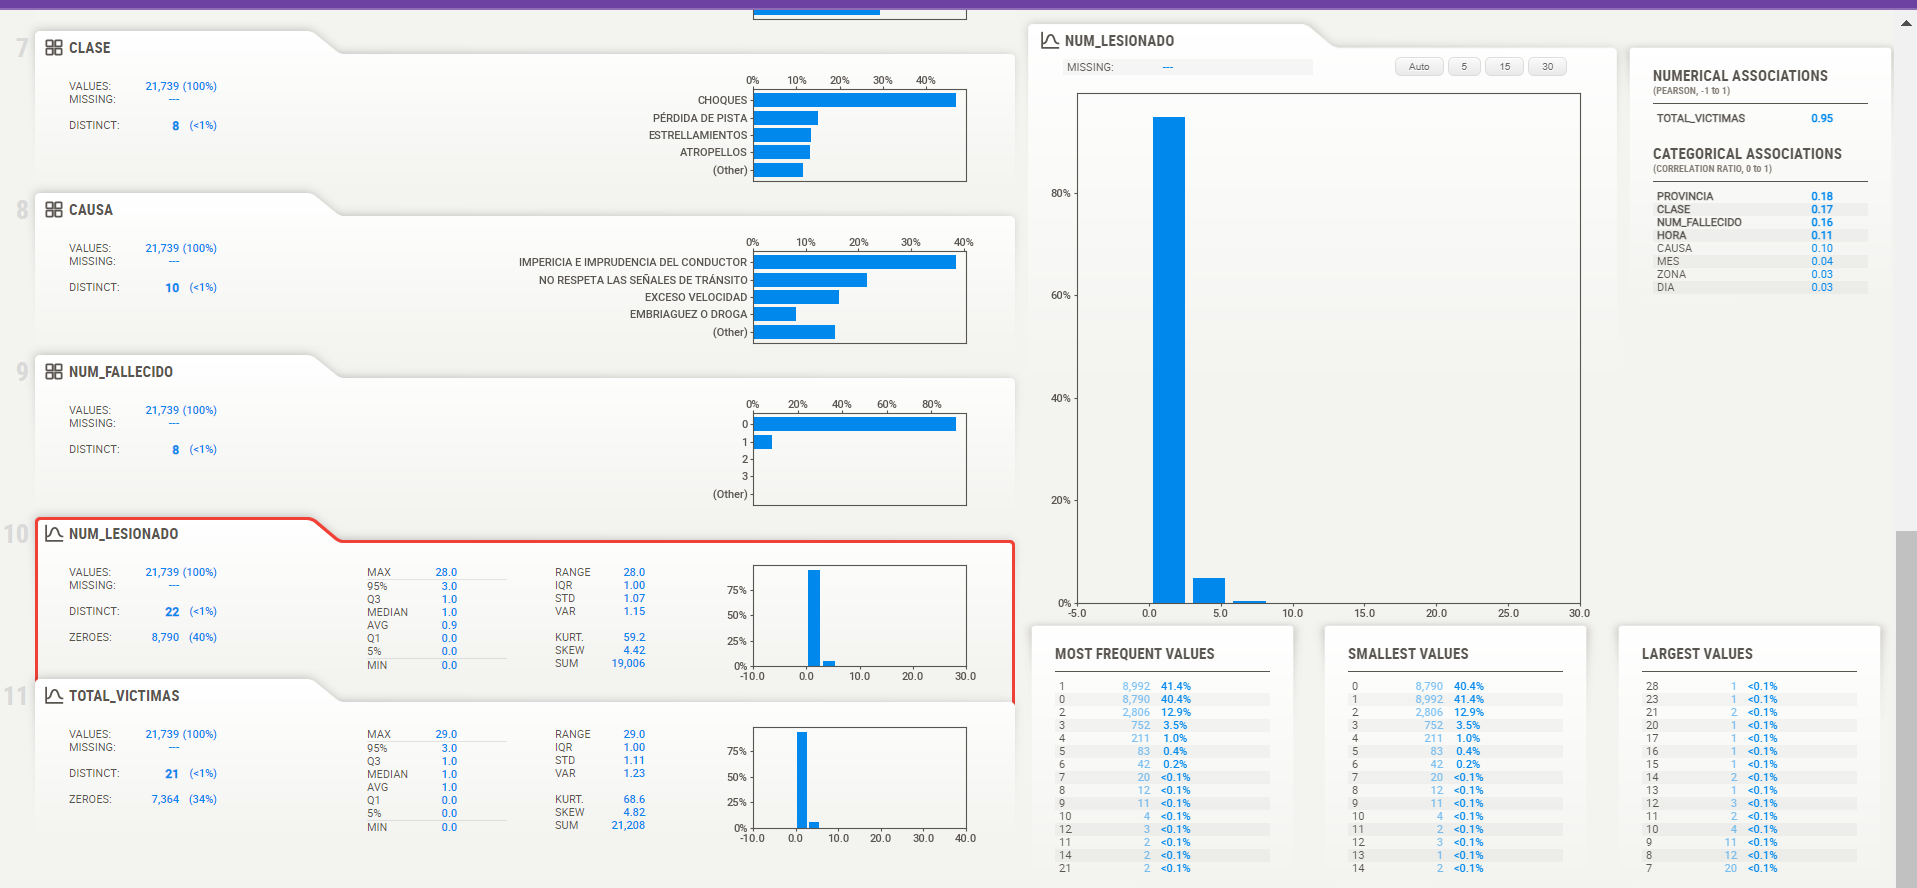 7
CLASE
VALUES: 21,739 (100%)
MISSING: ---
DISTINCT: 8 (<1%)
0% 10% 20% 30% 40%
CHOQUES
PÉRDIDA DE PISTA
ESTRELLAMIENTOS
ATROPELLOS
(Other)
8
CAUSA
VALUES: 21,739 (100%)
MISSING: ---
DISTINCT: 10 (<1%)
0% 10% 20% 30% 40%
IMPERICIA E IMPRUDENCIA DEL CONDUCTOR
NO RESPETA LAS SEÑALES DE TRÁNSITO
EXCESO VELOCIDAD
EMBRIAGUEZ O DROGA
(Other)
9
NUM_FALLECIDO
VALUES: 21,739 (100%)
MISSING: ---
DISTINCT: 8 (<1%)
0% 20% 40% 60% 80%
0
1
2
3
(Other)
10
NUM_LESIONADO
VALUES: 21,739 (100%)
MISSING: ---
DISTINCT: 22 (<1%)
ZEROES: 8,790 (40%)
MAX 28.0
95% 3.0
Q3 1.0
MEDIAN 1.0
AVG 0.9
Q1 0.0
5% 0.0
MIN 0.0
RANGE 28.0
IQR 1.00
STD 1.07
VAR 1.15
KURT. 59.2
SKEW 4.42
SUM 19,006
75%
50%
25%
0%
-10.0 0.0 10.0 20.0 30.0
11
TOTAL_VICTIMAS
VALUES: 21,739 (100%)
MISSING: ---
DISTINCT: 21 (<1%)
ZEROES: 7,364 (34%)
MAX 29.0
95% 3.0
Q3 1.0
MEDIAN 1.0
AVG 1.0
Q1 0.0
5% 0.0
MIN 0.0
RANGE 29.0
IQR 1.00
STD 1.11
VAR 1.23
KURT. 68.6
SKEW 4.82
SUM 21,208
75%
50%
25%
0%
-10.0 0.0 10.0 20.0 30.0 40.0
NUM_LESIONADO
MISSING: ---
Auto 5 15 30
80%
60%
40%
20%
0%
-5.0 0.0 5.0 10.0 15.0 20.0 25.0 30.0
NUMERICAL ASSOCIATIONS
(PEARSON, -1 to 1)
TOTAL_VICTIMAS 0.95
CATEGORICAL ASSOCIATIONS
(CORRELATION RATIO, 0 to 1)
PROVINCIA 0.18
CLASE 0.17
NUM_FALLECIDO 0.16
HORA 0.11
CAUSA 0.10
MES 0.04
ZONA 0.03
DIA 0.03
MOST FREQUENT VALUES
1 8,992 41.4%
0 8,790 40.4%
2 2,806 12.9%
3 752 3.5%
4 211 1.0%
5 83 0.4%
6 42 0.2%
7 20 <0.1%
8 12 <0.1%
9 11 <0.1%
10 4 <0.1%
12 3 <0.1%
11 2 <0.1%
14 2 <0.1%
21 2 <0.1%
SMALLEST VALUES
0 8,790 40.4%
1 8,992 41.4%
2 2,806 12.9%
3 752 3.5%
4 211 1.0%
5 83 0.4%
6 42 0.2%
7 20 <0.1%
8 12 <0.1%
9 11 <0.1%
10 4 <0.1%
11 2 <0.1%
12 3 <0.1%
13 1 <0.1%
14 2 <0.1%
LARGEST VALUES
28 1 <0.1%
23 1 <0.1%
21 2 <0.1%
20 1 <0.1%
17 1 <0.1%
16 1 <0.1%
15 1 <0.1%
14 2 <0.1%
13 1 <0.1%
12 3 <0.1%
11 2 <0.1%
10 4 <0.1%
9 11 <0.1%
8 12 <0.1%
7 20 <0.1%